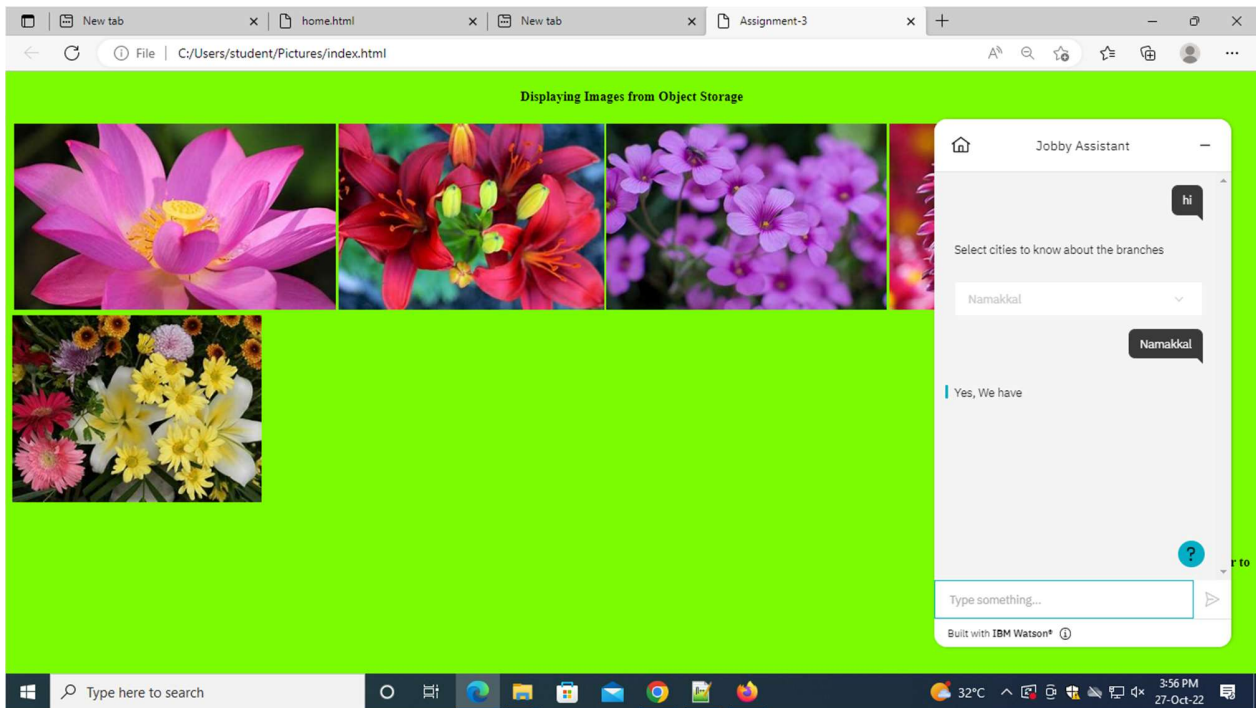 New tab
home.html
New tab
Assignment-3
File | C:/Users/student/Pictures/index.html
Displaying Images from Object Storage
Jobby Assistant
hi
Select cities to know about the branches
Namakkal
Namakkal
Yes, We have
?
r to
Type something...
Built with IBM Watson®
Type here to search
32°C
3:56 PM
27-Oct-22